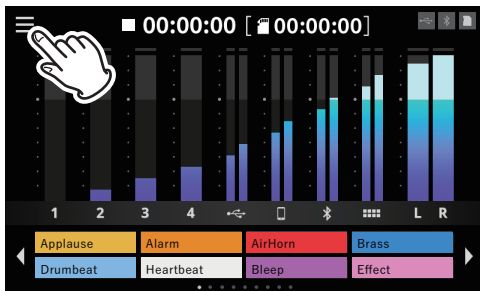 00:00:00 [ 00:00:00]
1 2 3 4 L R
Applause Alarm AirHorn Brass
Drumbeat Heartbeat Bleep Effect